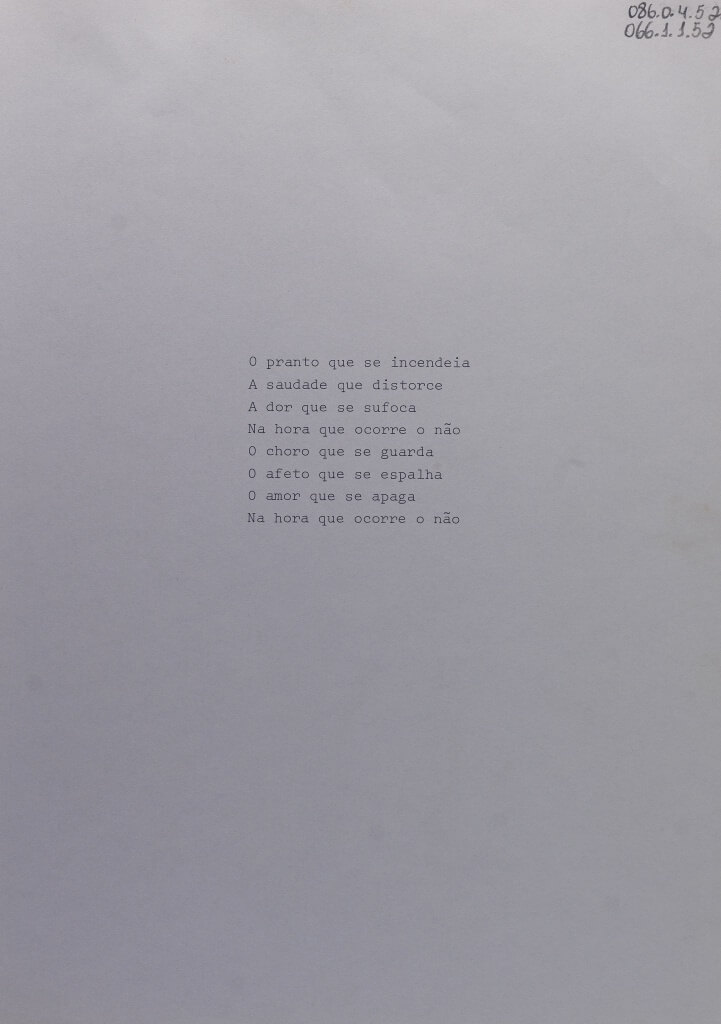 086.0.4.52
066.1.1.52
O pranto que se incendeia
A saudade que distorce
A dor que se sufoca
Na hora que ocorre o não
O choro que se guarda
O afeto que se espalha
O amor que se apaga
Na hora que ocorre o não